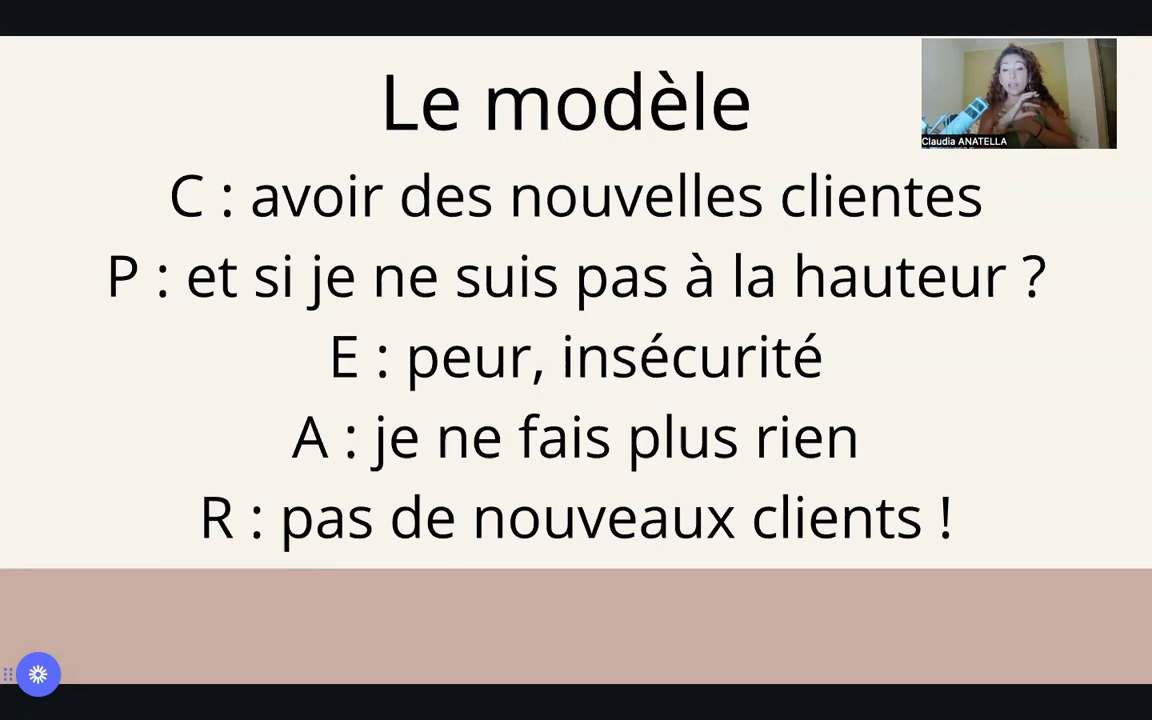 Le modèle
Claudia ANATELLA
C : avoir des nouvelles clientes
P : et si je ne suis pas à la hauteur ?
E : peur, insécurité
A : je ne fais plus rien
R : pas de nouveaux clients !